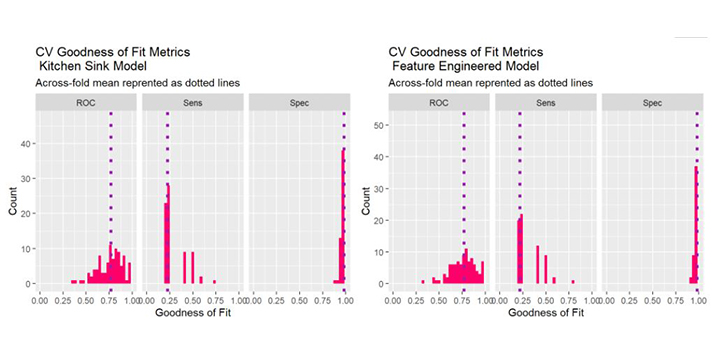 CV Goodness of Fit Metrics
Kitchen Sink Model
Across-fold mean reprented as dotted lines
ROC Sens Spec
40
30
20
10
0
Count
0.00 0.25 0.50 0.75 1.00 0.00 0.25 0.50 0.75 1.00 0.00 0.25 0.50 0.75 1.00
Goodness of Fit
CV Goodness of Fit Metrics
Feature Engineered Model
Across-fold mean reprented as dotted lines
ROC Sens Spec
50
40
30
20
10
0
Count
0.00 0.25 0.50 0.75 1.00 0.00 0.25 0.50 0.75 1.00 0.00 0.25 0.50 0.75 1.00
Goodness of Fit